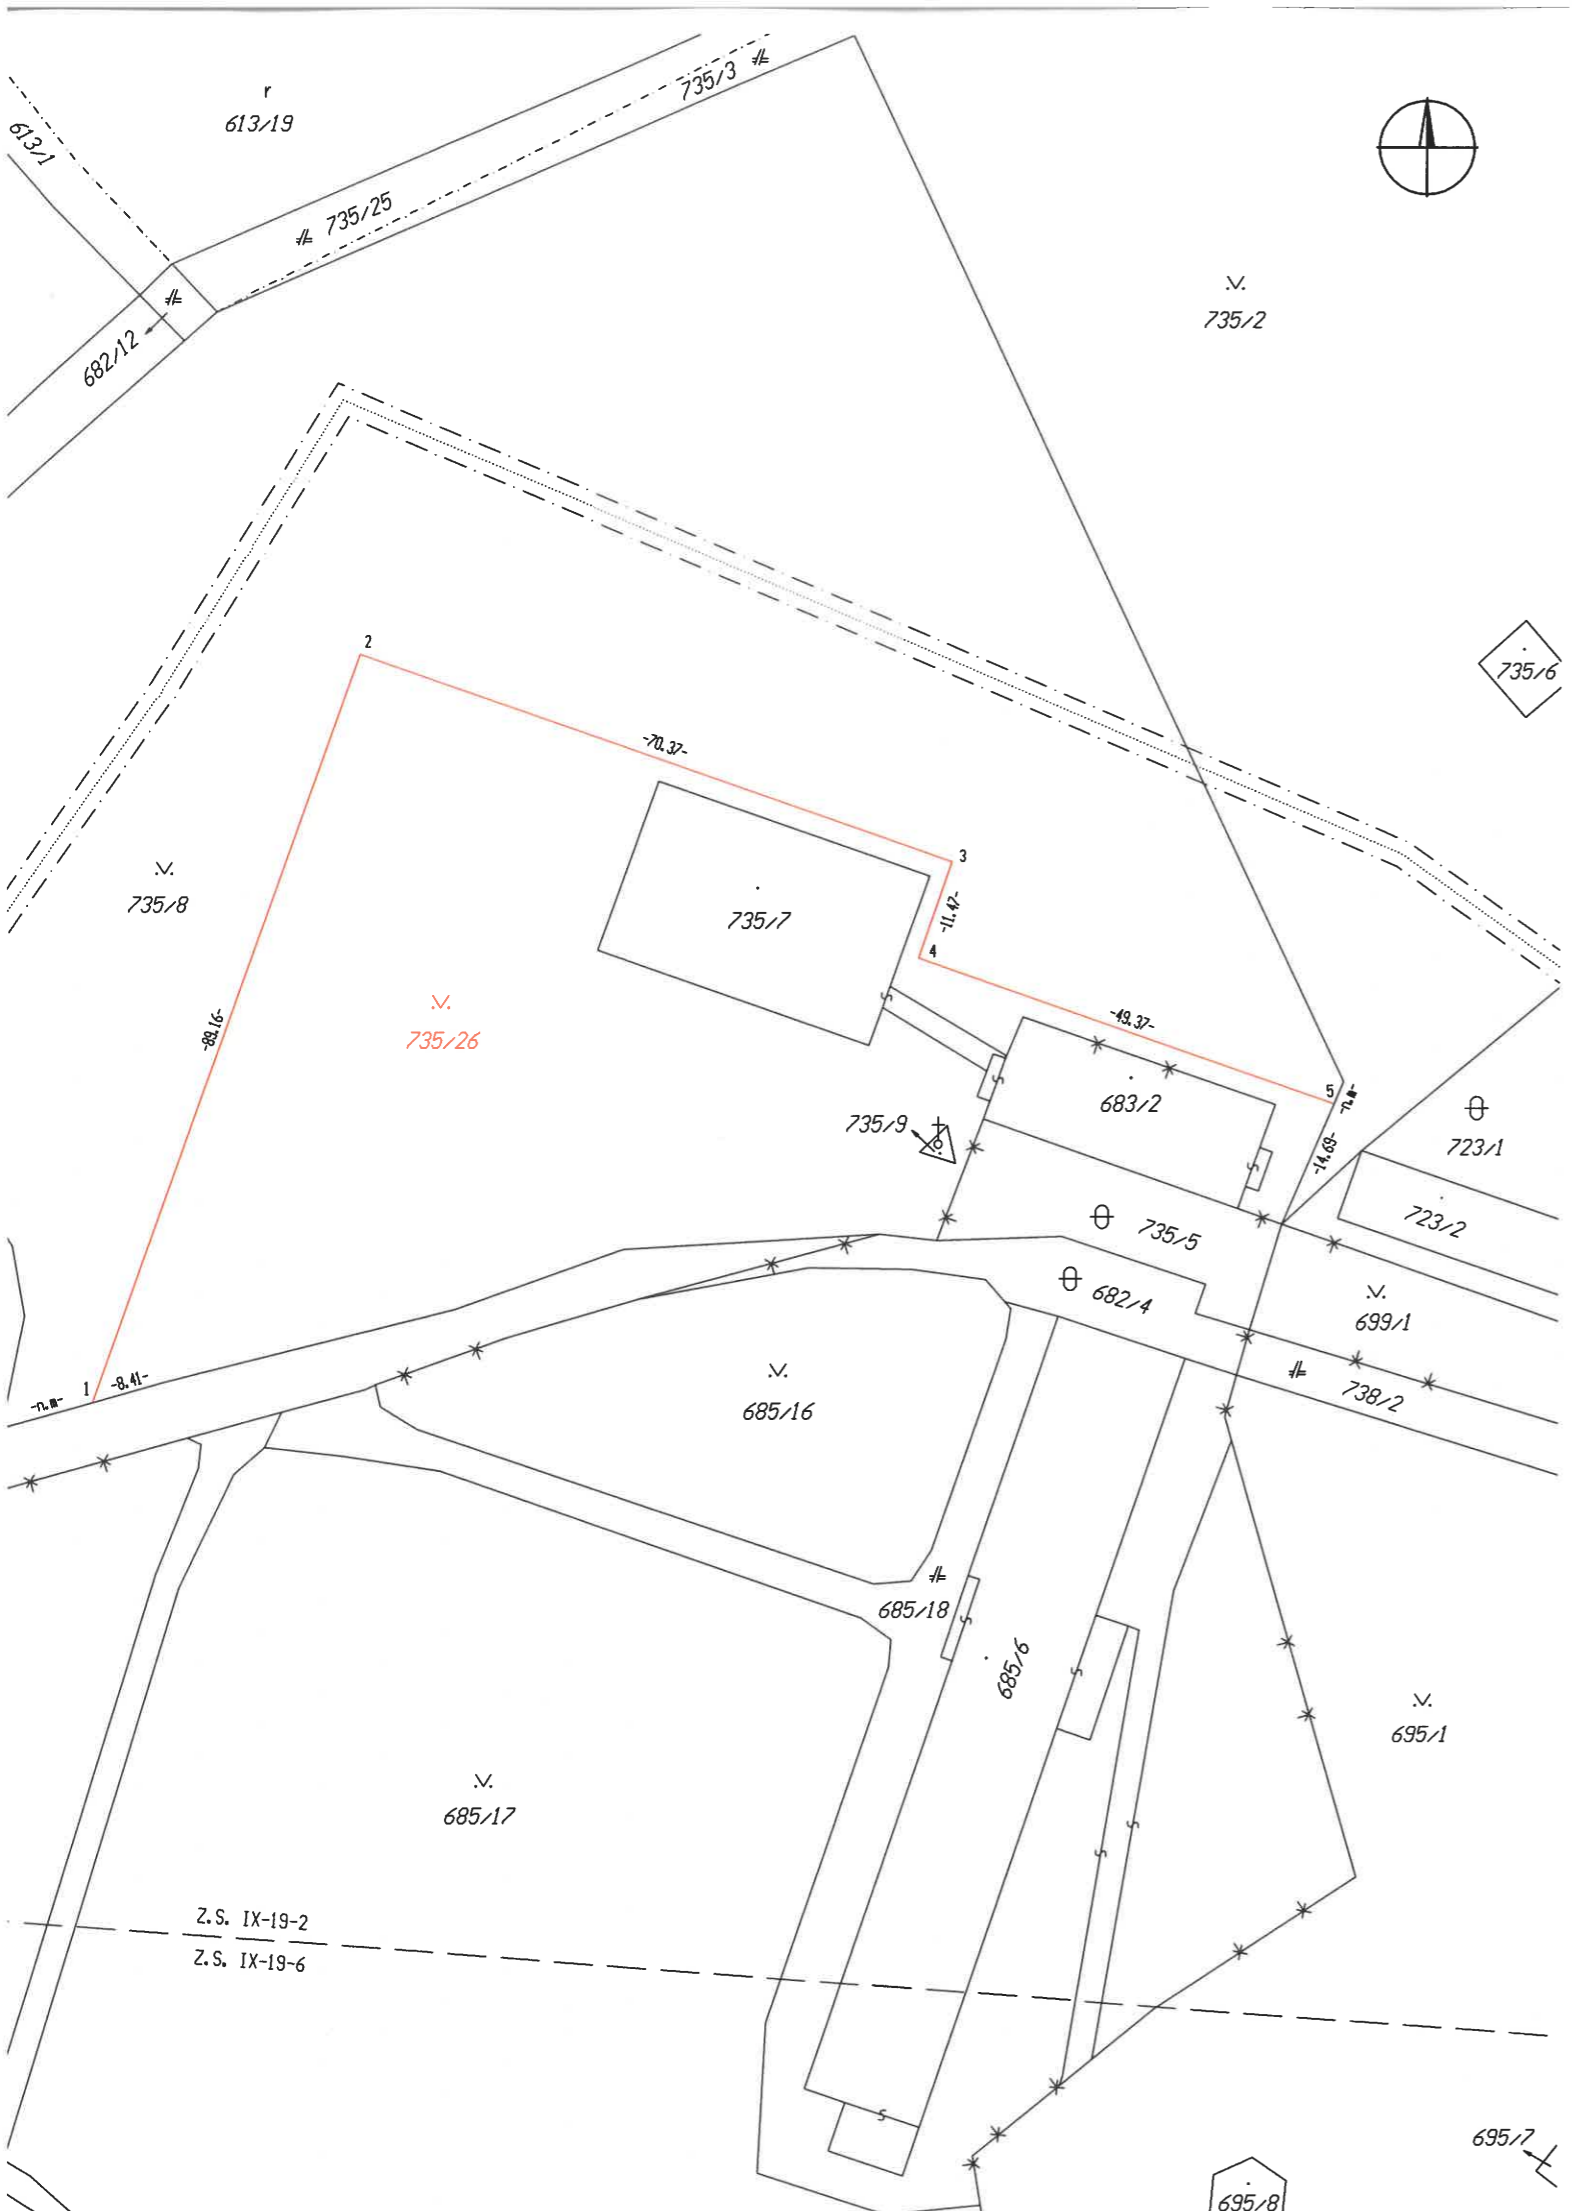 r
613/19
613/1
735/3
735/25
682/12
735/2
735/6
2
-70.37-
3
-11.47-
4
735/8
735/7
-89.16-
735/26
s
-49.37-
5
-n.m-
s
683/2
735/9
723/1
-14.69-
s
723/2
735/5
682/4
699/1
1
-8.41-
-n.m-
738/2
685/16
685/18
s
685/6
s
695/1
685/17
s
s
Z.S. IX-19-2
Z.S. IX-19-6
s
695/7
695/8